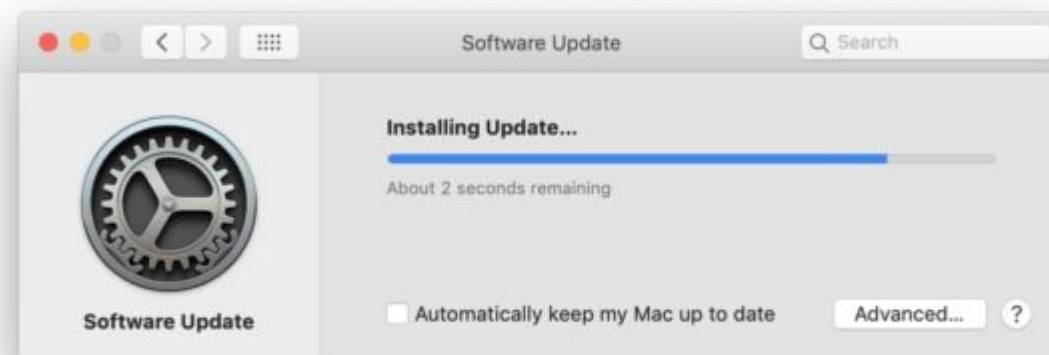 Software Update
Search
Installing Update...
About 2 seconds remaining
Software Update
Automatically keep my Mac up to date
Advanced...
?